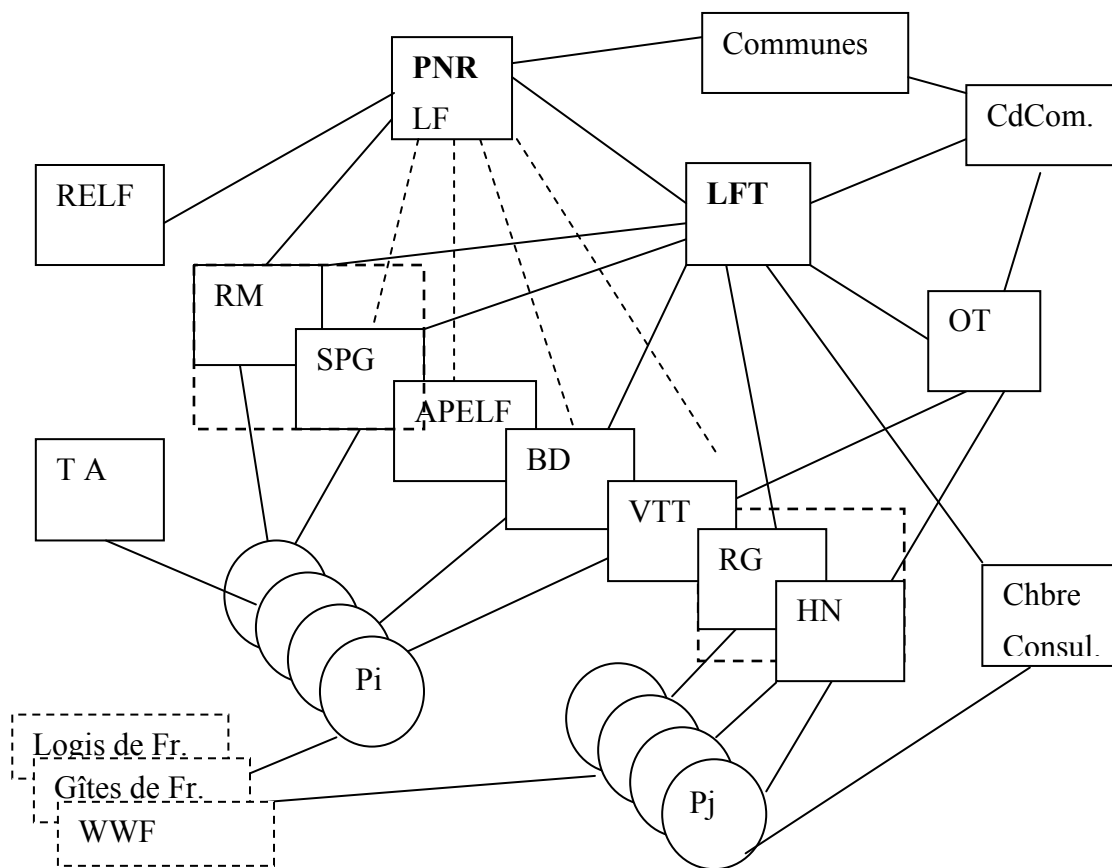 Communes
PNR
LF
CdCom.
RELF
LFT
RM
OT
SPG
APELF
BD
T A
VTT
RG
HN
Chbre
Consul.
Pi
Logis de Fr.
Gîtes de Fr.
Pj
WWF